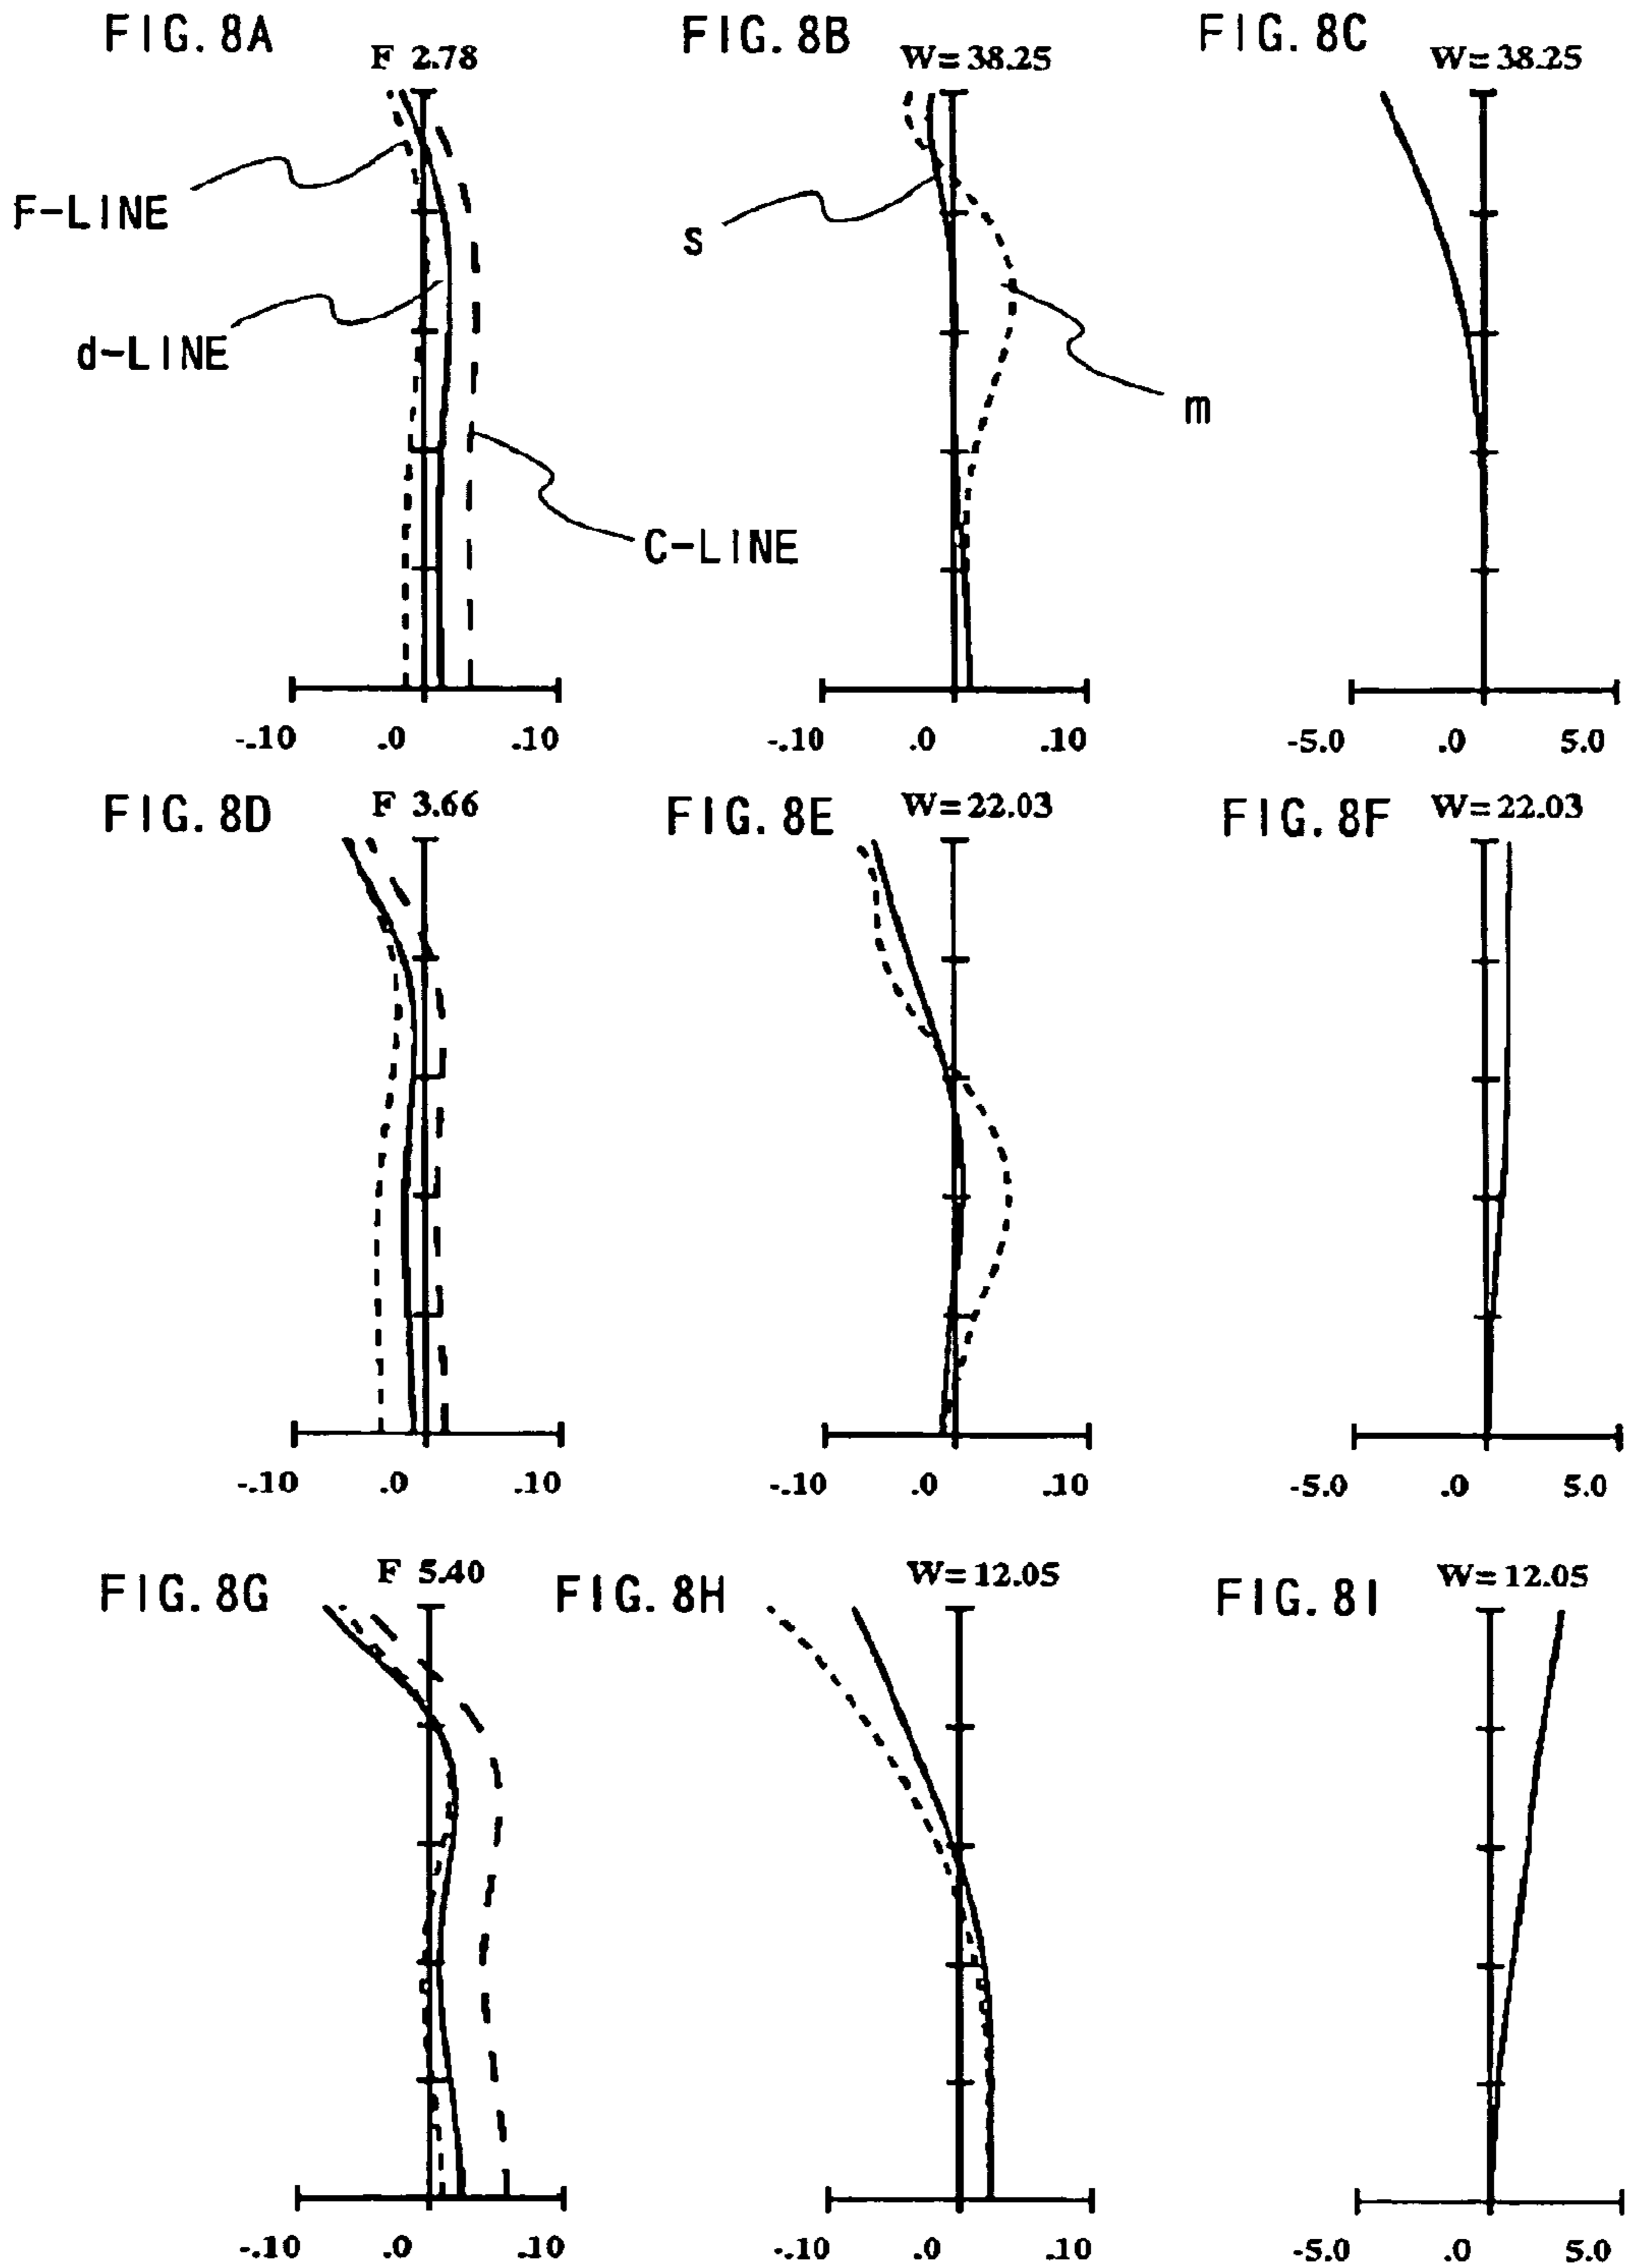 FIG. 8A
F 2.78
FIG. 8B
W=38.25
FIG. 8C
W=38.25
F-LINE
d-LINE
C-LINE
s
m
-.10 .0 .10
-.10 .0 .10
-5.0 .0 5.0
FIG. 8D
F 3.66
FIG. 8E
W=22.03
FIG. 8F
W=22.03
-.10 .0 .10
-.10 .0 .10
-5.0 .0 5.0
FIG. 8G
F 5.40
FIG. 8H
W=12.05
FIG. 8I
W=12.05
-.10 .0 .10
-.10 .0 .10
-5.0 .0 5.0